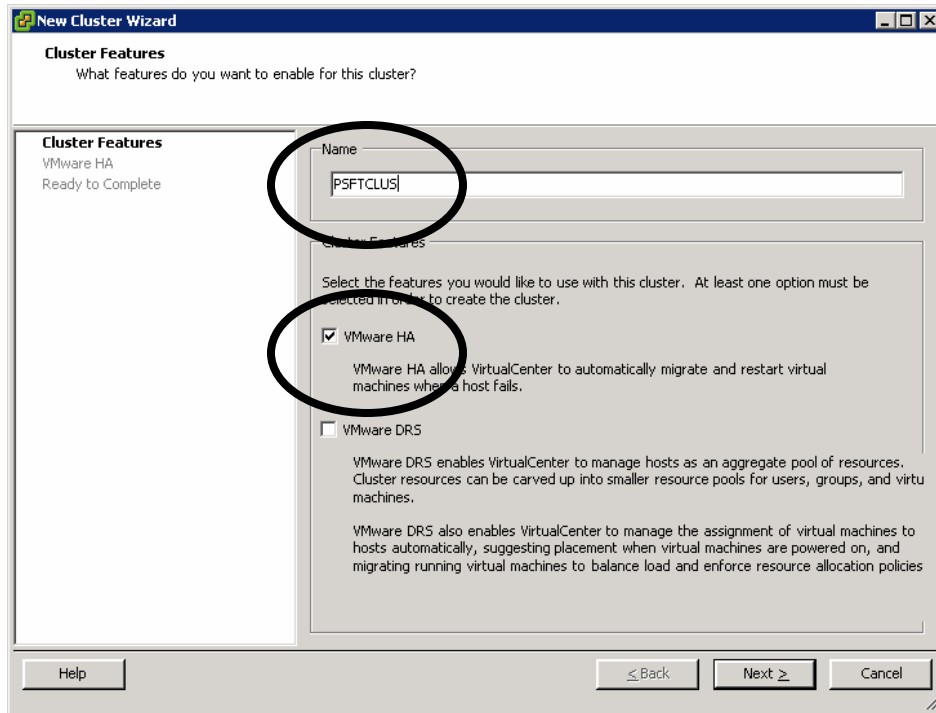 New Cluster Wizard
Cluster Features
What features do you want to enable for this cluster?
Cluster Features
VMware HA
Ready to Complete
Name
PSFTCLUS
Cluster Features
Select the features you would like to use with this cluster. At least one option must be
selected in order to create the cluster.
VMware HA
VMware HA allows VirtualCenter to automatically migrate and restart virtual
machines when a host fails.
VMware DRS
VMware DRS enables VirtualCenter to manage hosts as an aggregate pool of resources.
Cluster resources can be carved up into smaller resource pools for users, groups, and virtu
machines.
VMware DRS also enables VirtualCenter to manage the assignment of virtual machines to
hosts automatically, suggesting placement when virtual machines are powered on, and
migrating running virtual machines to balance load and enforce resource allocation policies
Help
< Back
Next >
Cancel